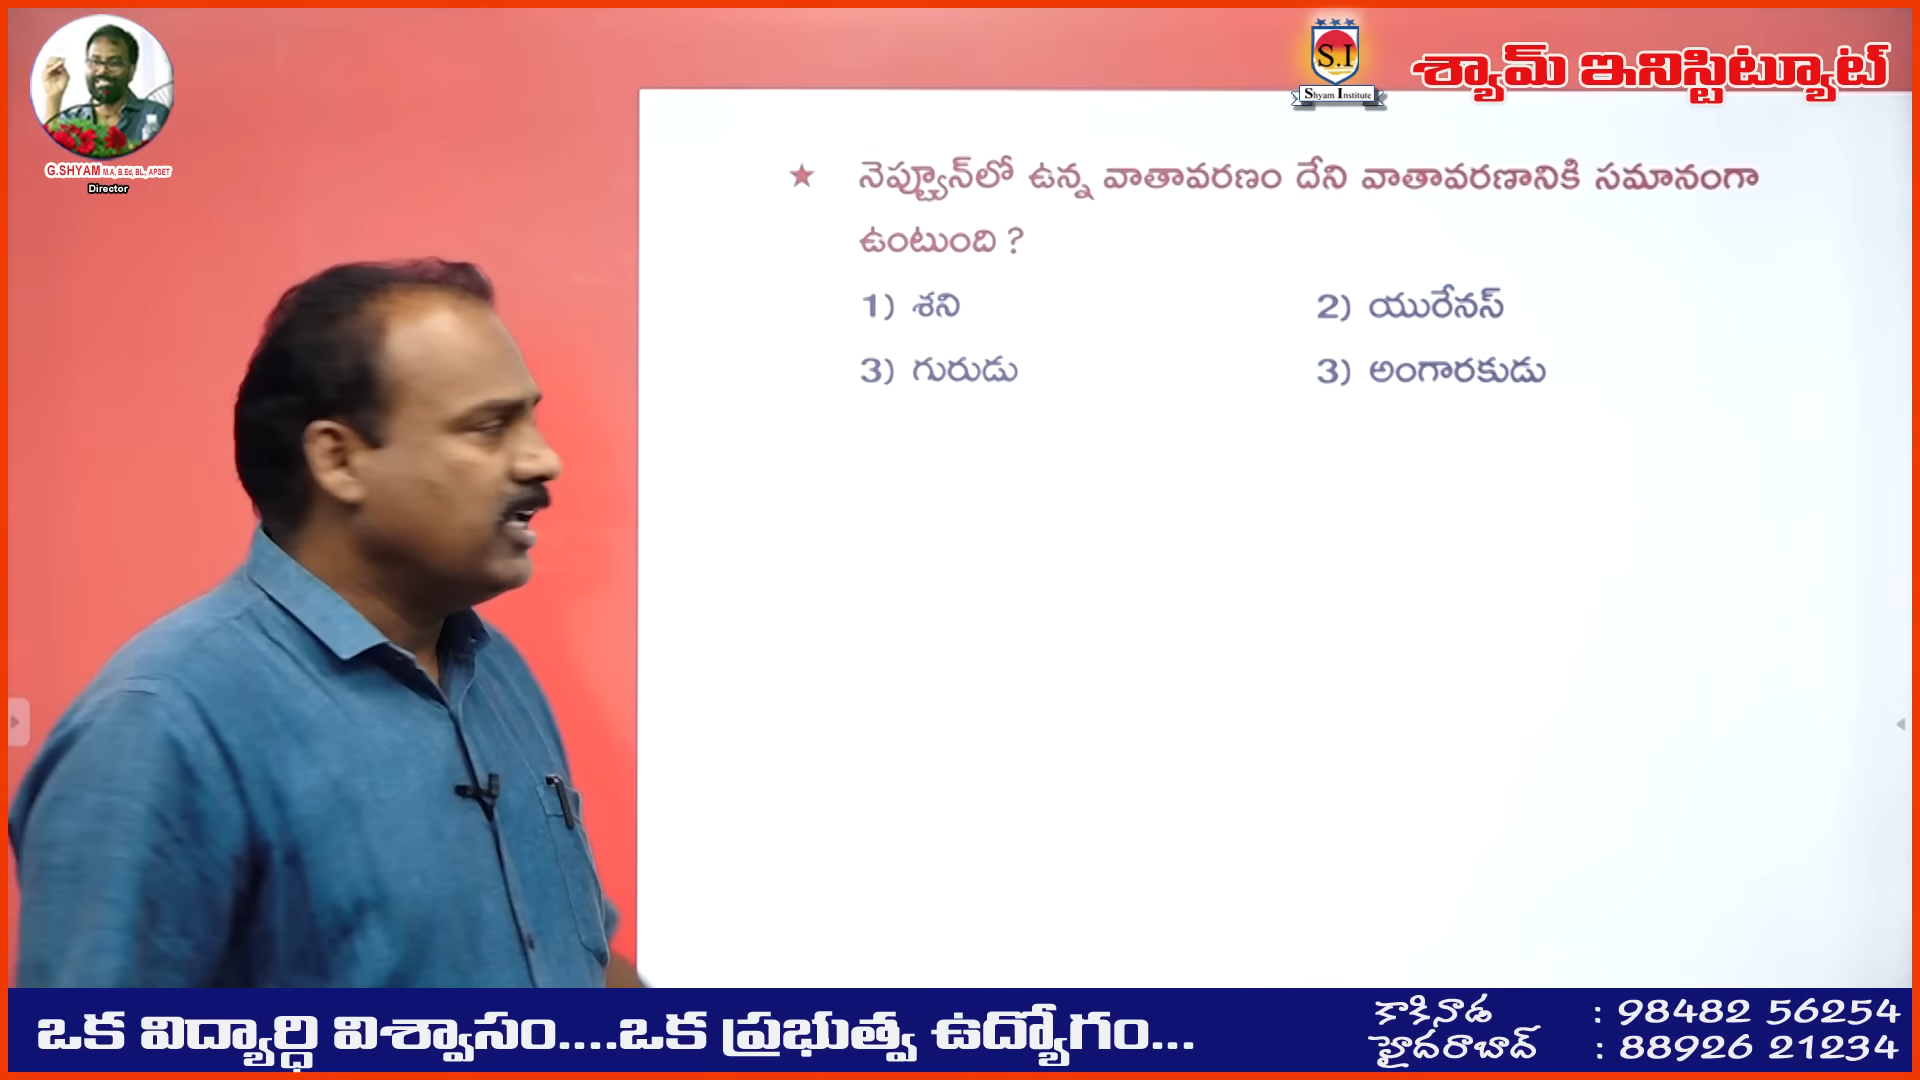 G.SHYAM M.A, B.Ed, BL., APSET
Director
S.I
Shyam Institute
శ్యామ్ ఇనిస్టిట్యూట్
★ నెప్ట్యూన్‌లో ఉన్న వాతావరణం దేని వాతావరణానికి సమానంగా
ఉంటుంది ?
1) శని 2) యురేనస్
3) గురుడు 3) అంగారకుడు
ఒక విద్యార్థి విశ్వాసం....ఒక ప్రభుత్వ ఉద్యోగం...
కాకినాడ : 98482 56254
హైదరాబాద్ : 88926 21234